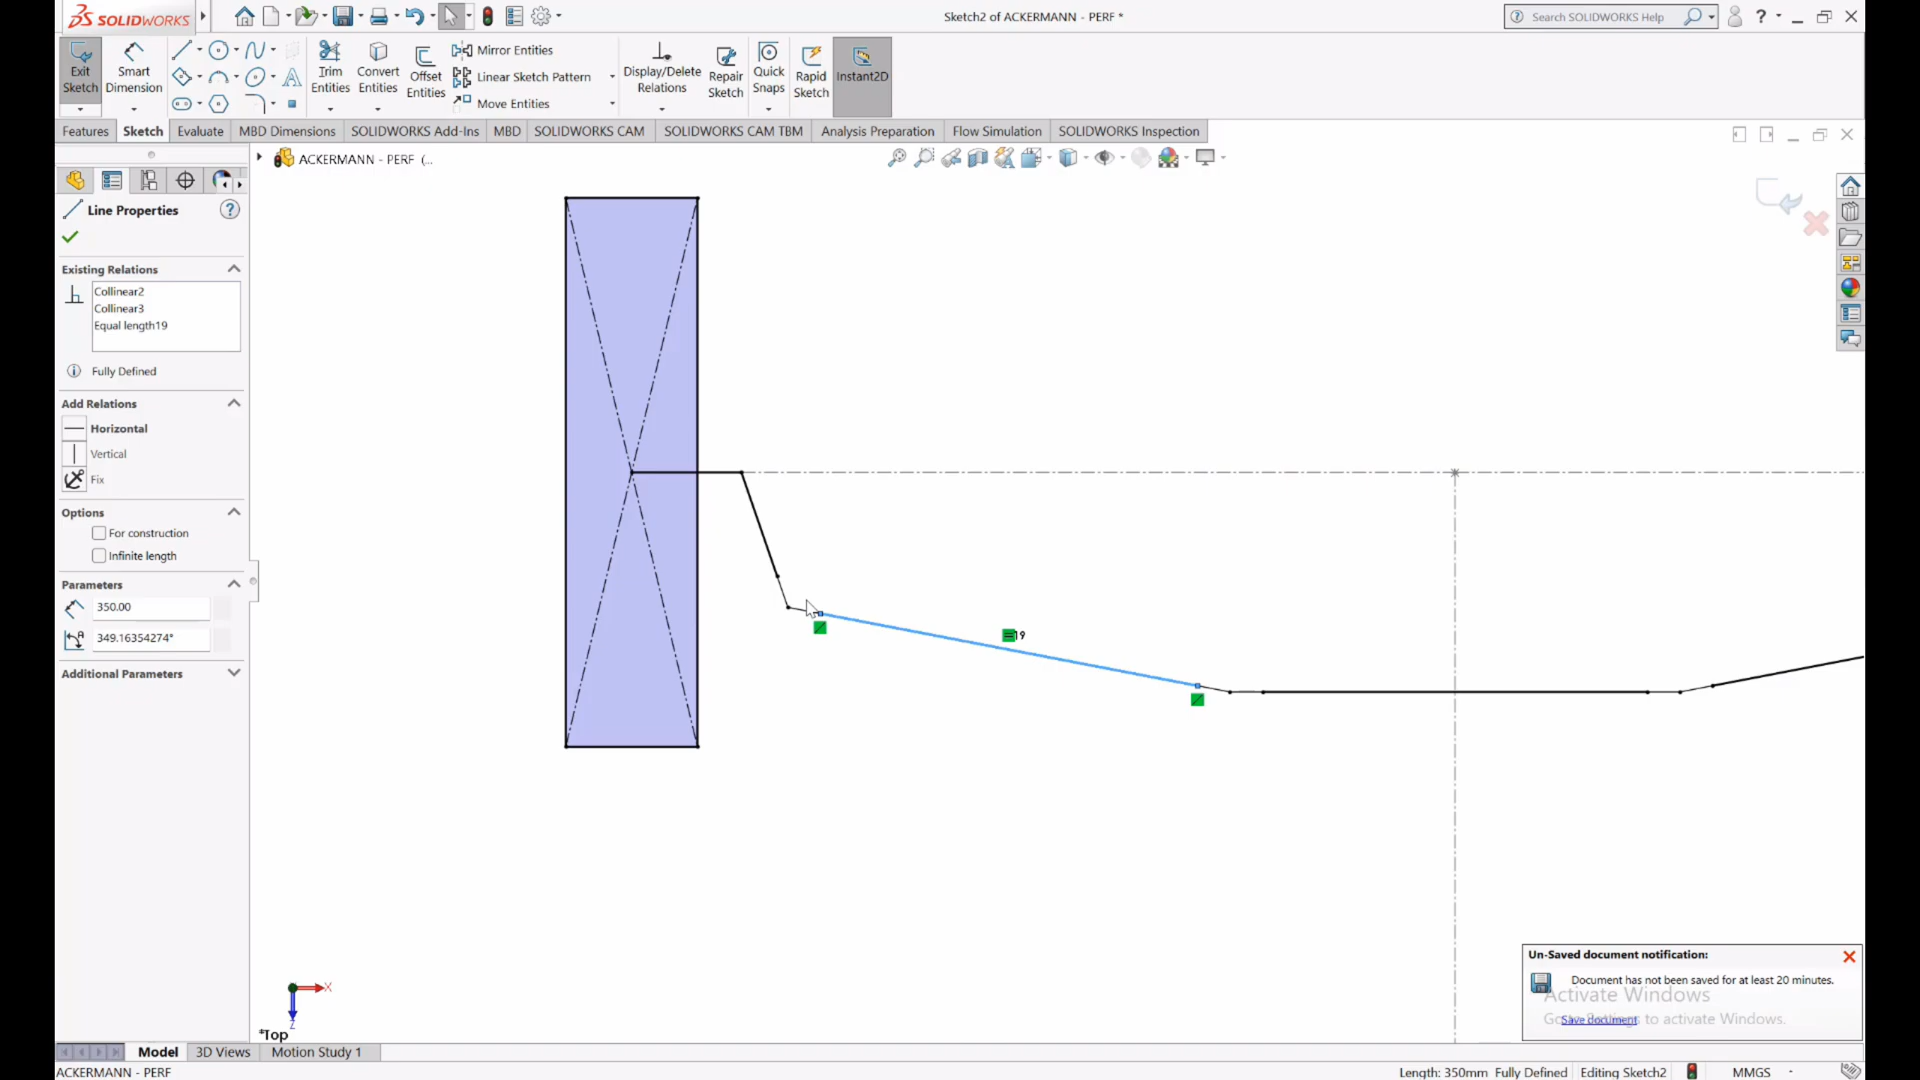 SOLIDWORKS
Sketch2 of ACKERMANN - PERF *
Search SOLIDWORKS Help
Exit Sketch
Smart Dimension
Trim Entities
Convert Entities
Offset Entities
Mirror Entities
Linear Sketch Pattern
Move Entities
Display/Delete Relations
Repair Sketch
Quick Snaps
Rapid Sketch
Instant2D
Features
Sketch
Evaluate
MBD Dimensions
SOLIDWORKS Add-Ins
MBD
SOLIDWORKS CAM
SOLIDWORKS CAM TBM
Analysis Preparation
Flow Simulation
SOLIDWORKS Inspection
ACKERMANN - PERF (...
Line Properties
Existing Relations
Collinear2
Collinear3
Equal length19
Fully Defined
Add Relations
Horizontal
Vertical
Fix
Options
For construction
Infinite length
Parameters
350.00
349.16354274°
Additional Parameters
19
X
Z
*Top
Un-Saved document notification:
Document has not been saved for at least 20 minutes.
Activate Windows
Save document
to activate Windows.
Model
3D Views
Motion Study 1
ACKERMANN - PERF
Length: 350mm
Fully Defined
Editing Sketch2
MMGS